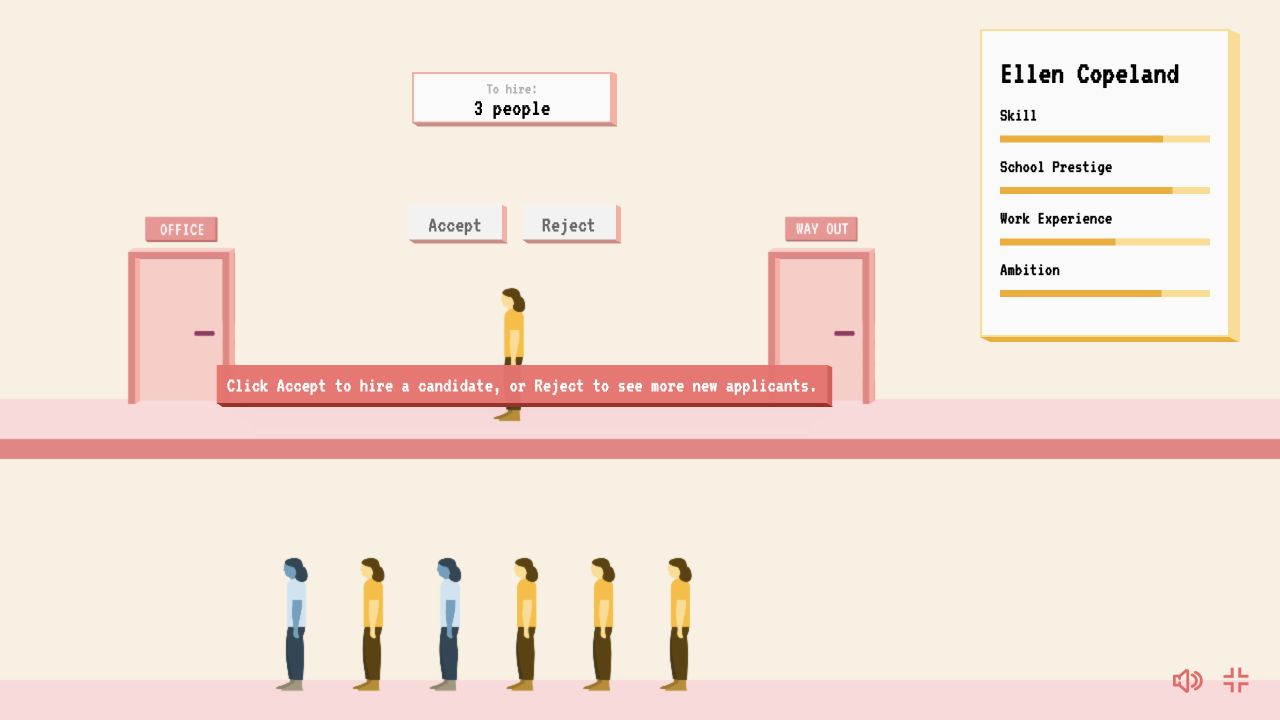 To hire:
3 people
Accept
Reject
OFFICE
WAY OUT
Click Accept to hire a candidate, or Reject to see more new applicants.
Ellen Copeland
Skill
School Prestige
Work Experience
Ambition